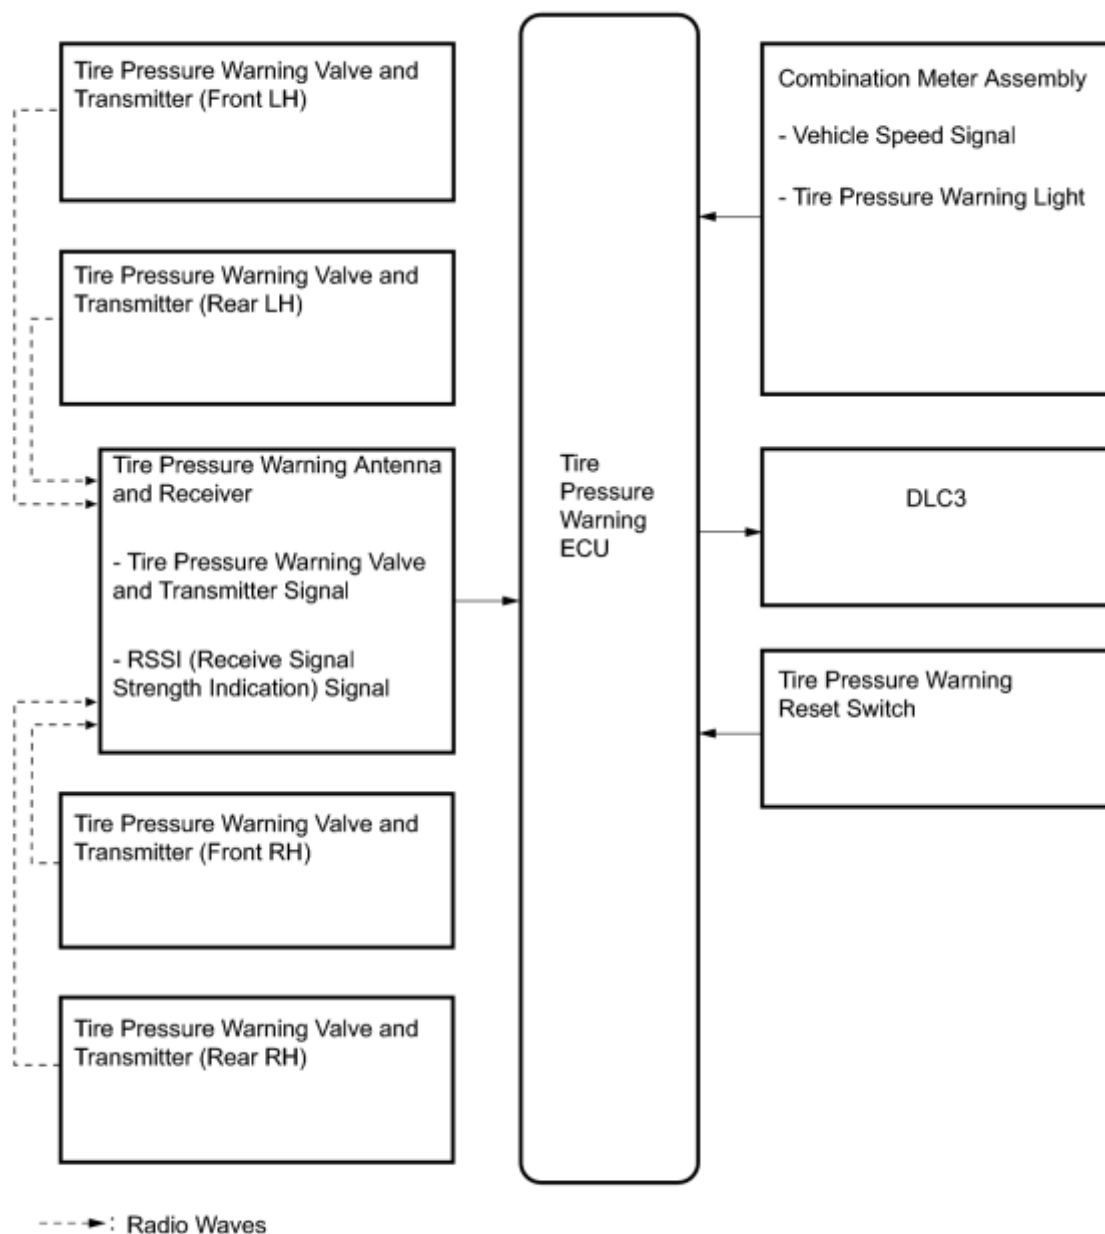 Tire Pressure Warning Valve and
Transmitter (Front LH)
Tire Pressure Warning Valve and
Transmitter (Rear LH)
Tire Pressure Warning Antenna
and Receiver
- Tire Pressure Warning Valve
and Transmitter Signal
- RSSI (Receive Signal
Strength Indication) Signal
Tire Pressure Warning Valve and
Transmitter (Front RH)
Tire Pressure Warning Valve and
Transmitter (Rear RH)
Tire
Pressure
Warning
ECU
Combination Meter Assembly
- Vehicle Speed Signal
- Tire Pressure Warning Light
DLC3
Tire Pressure Warning
Reset Switch
: Radio Waves